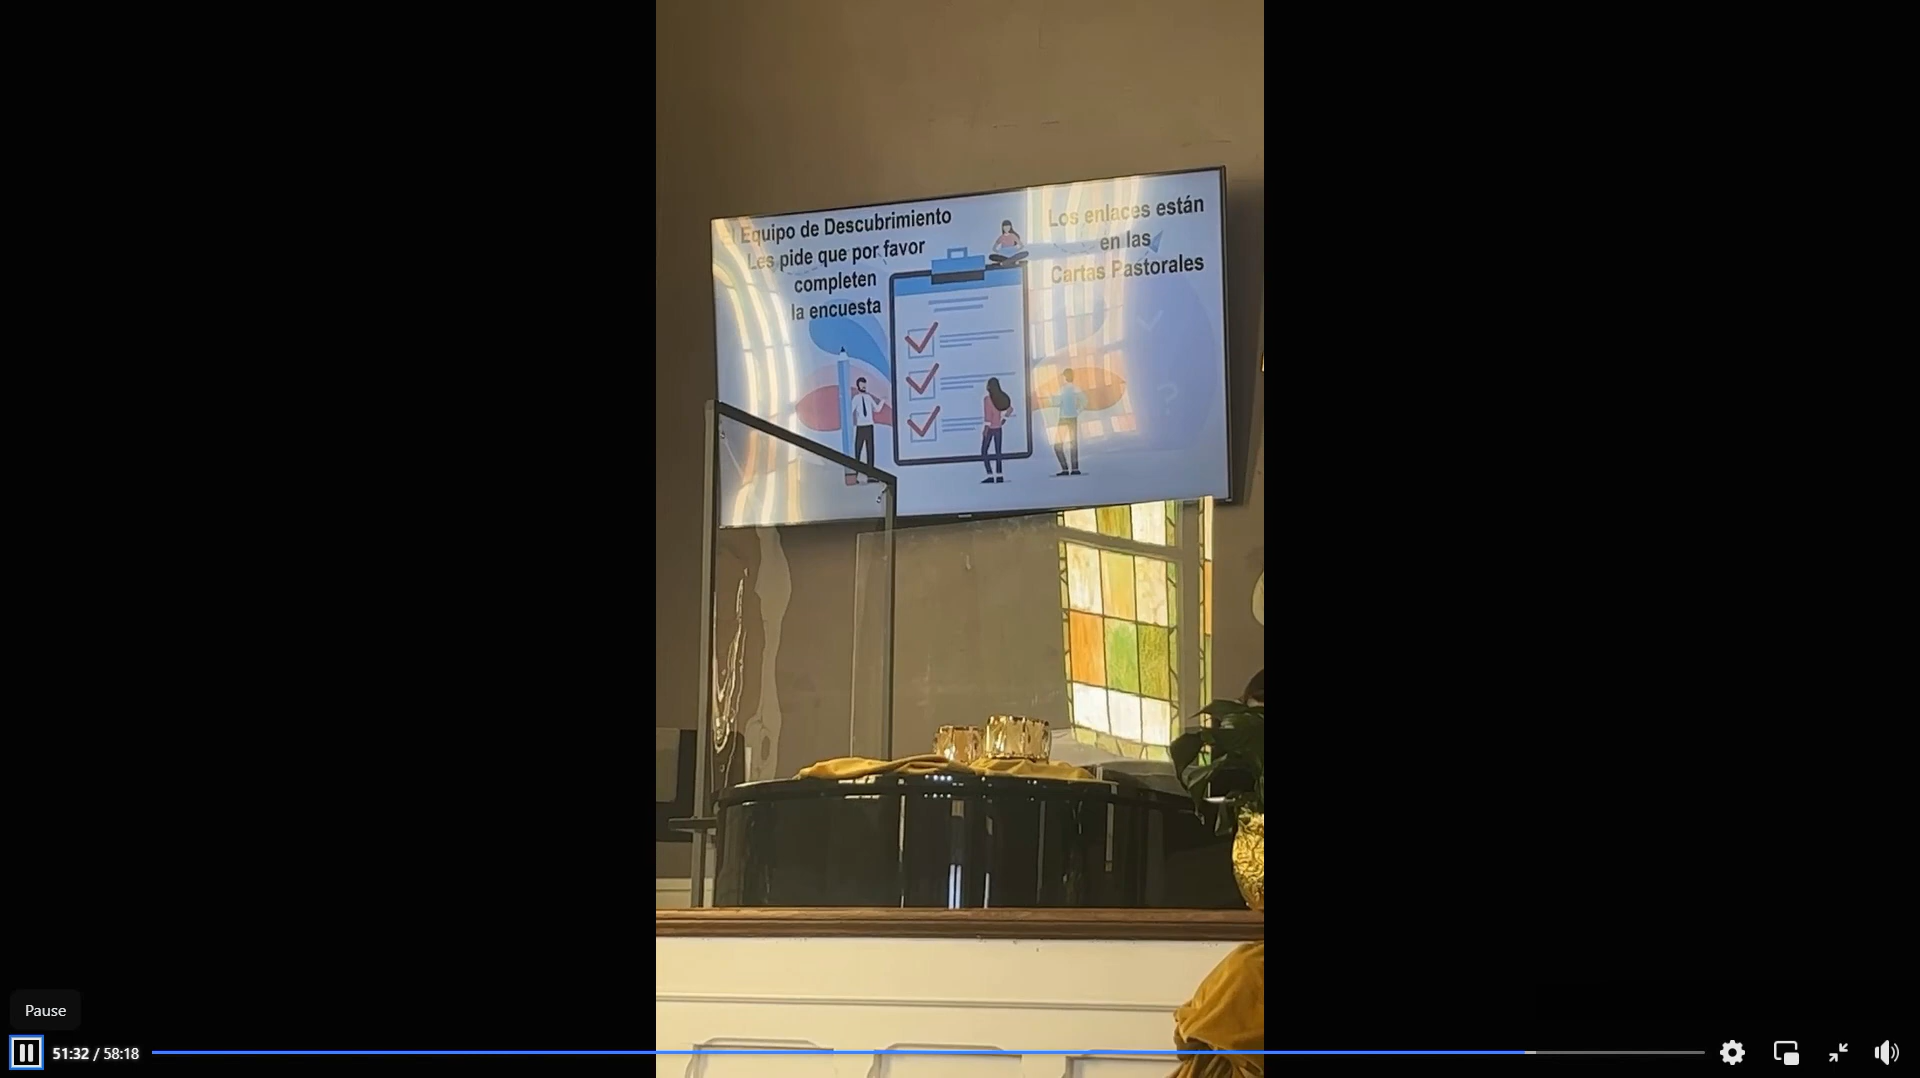 Equipo de Descubrimiento
Les pide que por favor
completen
la encuesta
Los enlaces están
en las
Cartas Pastorales
Pause
51:32 / 58:18